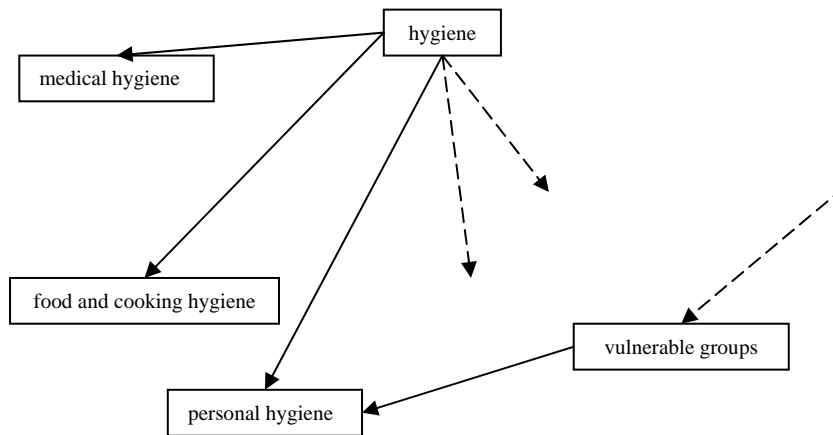 hygiene
medical hygiene
food and cooking hygiene
vulnerable groups
personal hygiene